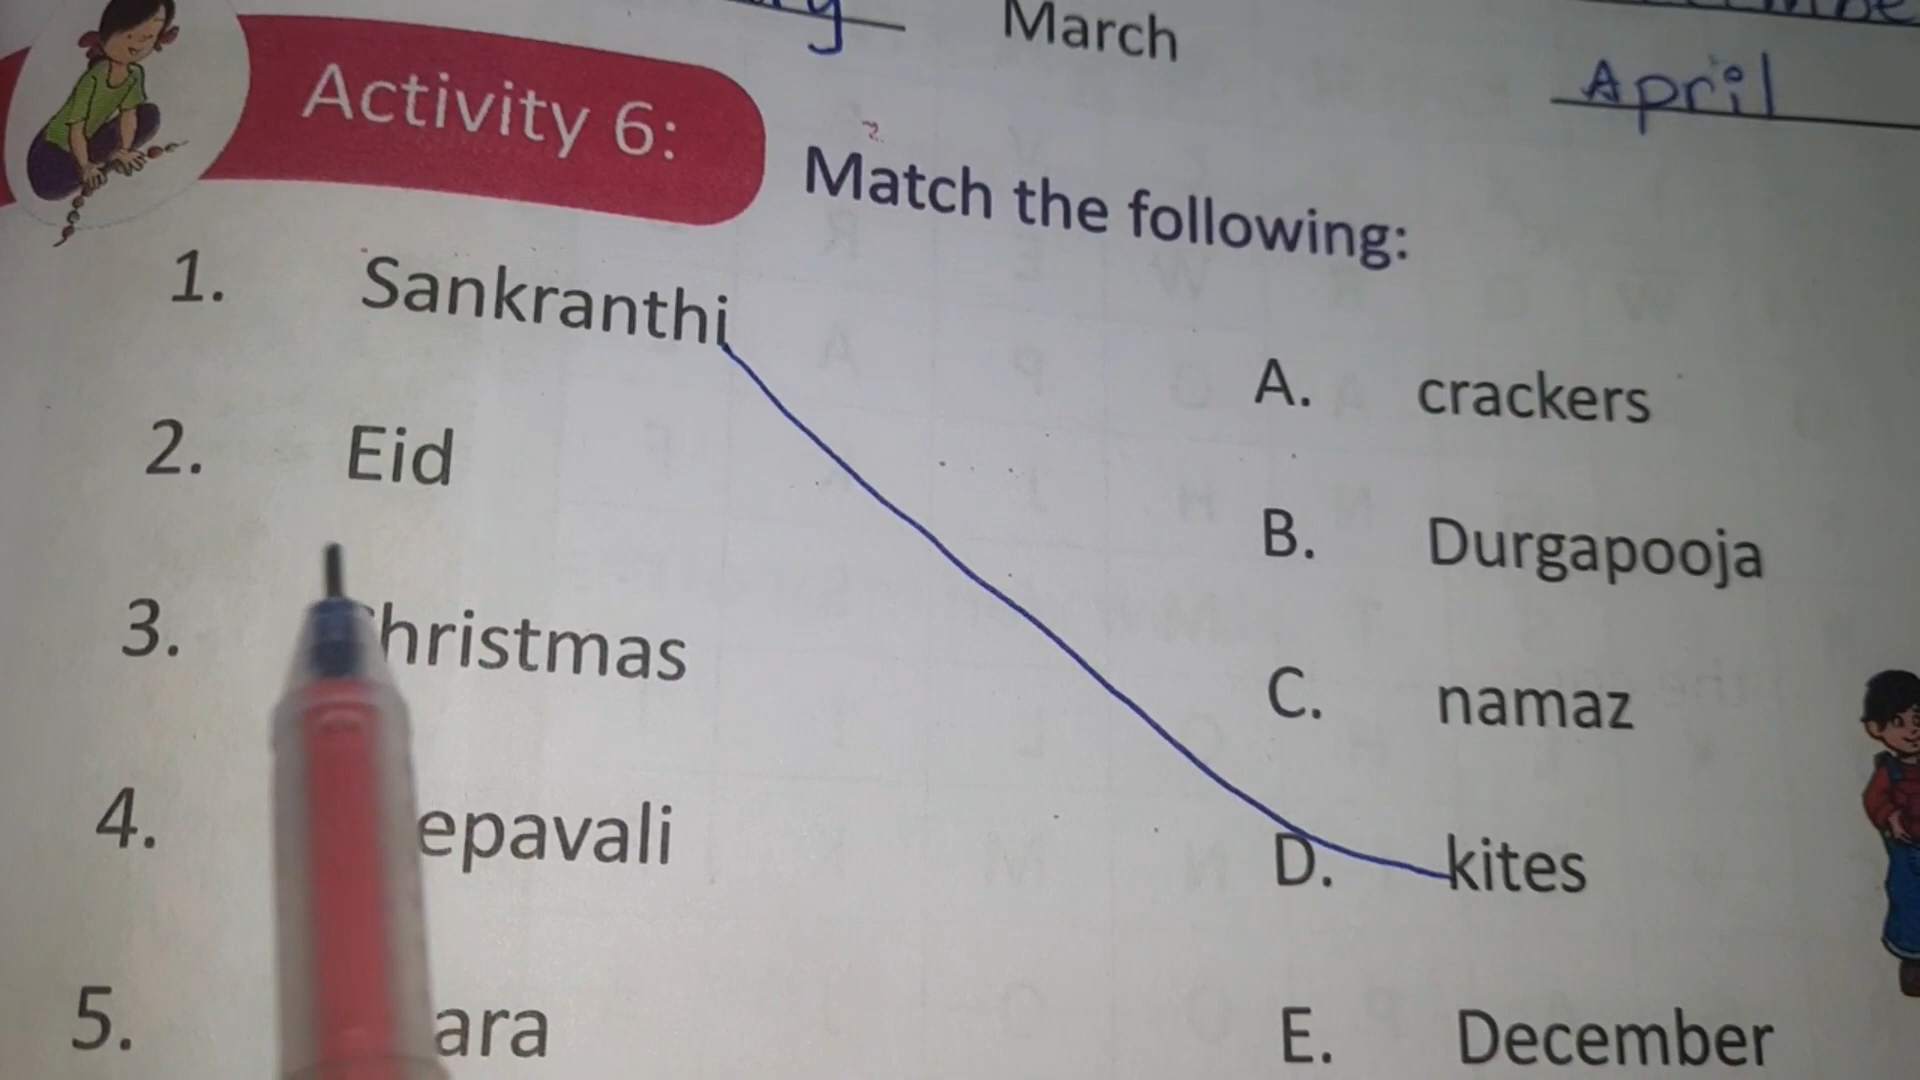 March
April
Activity 6:
Match the following:
1. Sankranthi
A. crackers
2. Eid
B. Durgapooja
3. hristmas
C. namaz
4. epavali
D. kites
5. ara
E. December